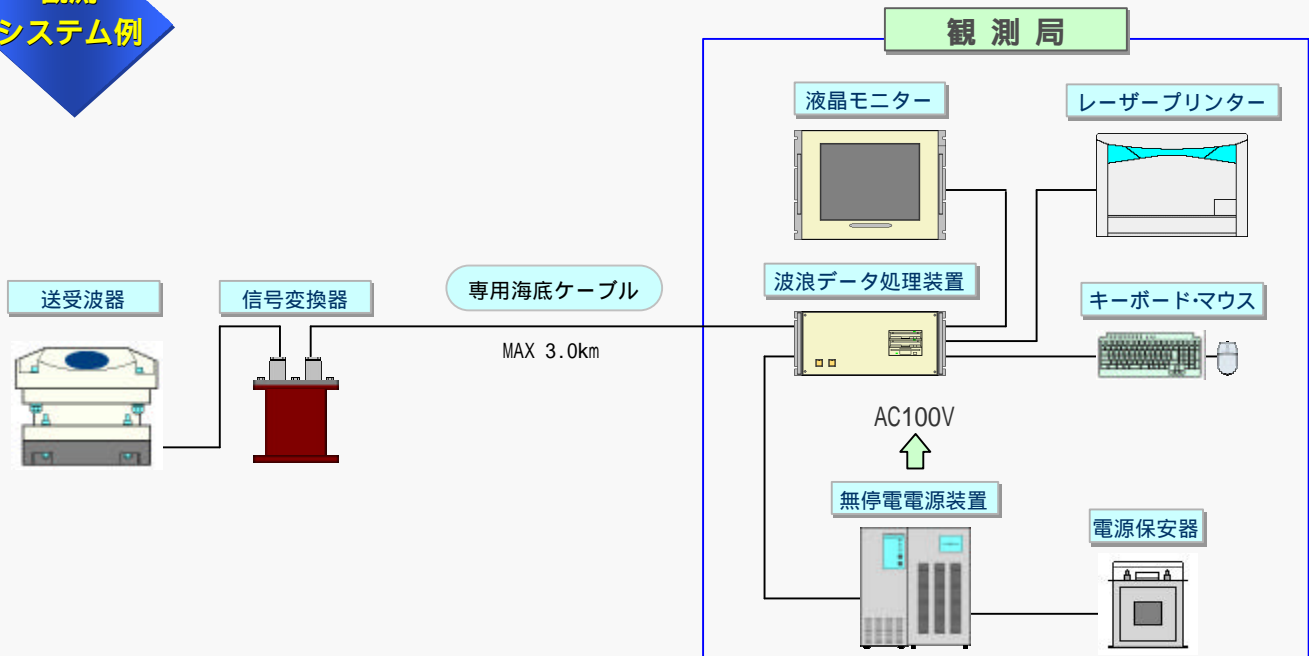 システム例
観測局
液晶モニター
レーザープリンター
送受波器
信号変換器
専用海底ケーブル
MAX 3.0km
波浪データ処理装置
キーボード・マウス
AC100V
無停電電源装置
電源保安器